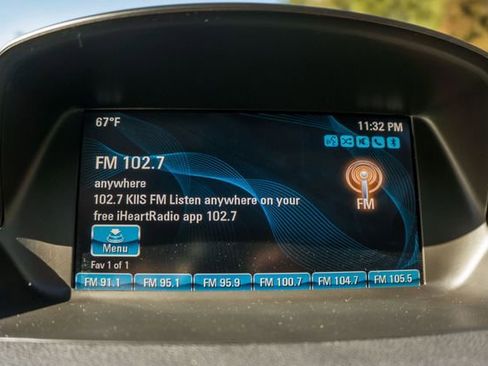 67°F 11:32 PM
FM 102.7
anywhere
102.7 KIIS FM Listen anywhere on your
free iHeartRadio app 102.7
FM
Menu
Fav 1 of 1
FM 91.1 FM 95.1 FM 95.9 FM 100.7 FM 104.7 FM 105.5